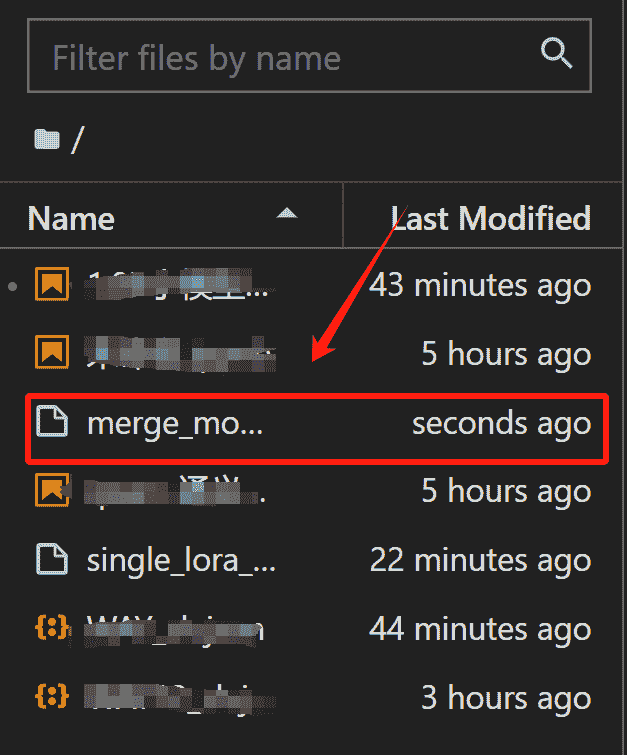 Filter files by name
/
Name Last Modified
43 minutes ago
5 hours ago
merge_mo... seconds ago
5 hours ago
single_lora_... 22 minutes ago
44 minutes ago
3 hours ago